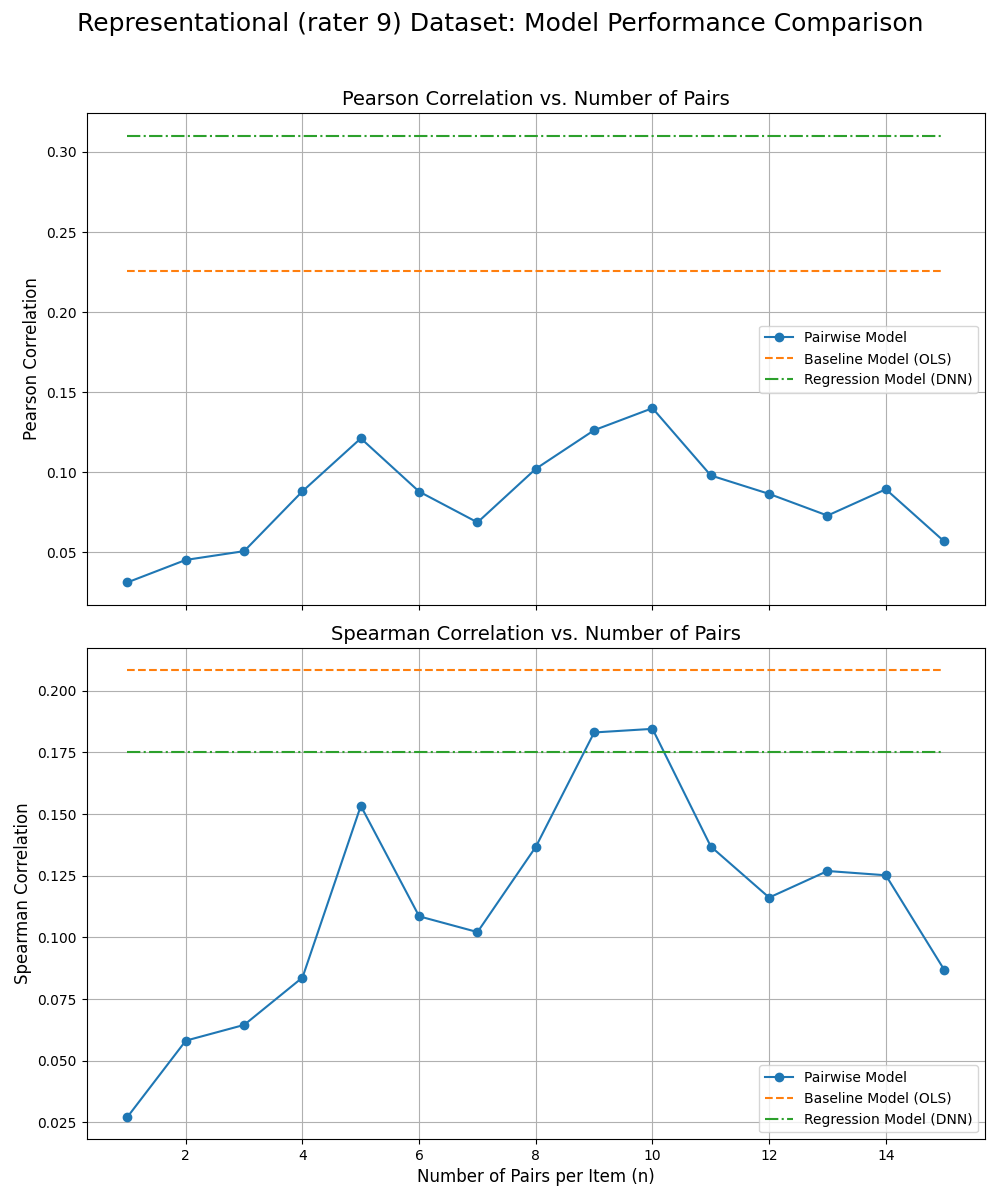 Representational (rater 9) Dataset: Model Performance Comparison
Pearson Correlation vs. Number of Pairs
Pearson Correlation
0.30
0.25
0.20
0.15
0.10
0.05
Pairwise Model
Baseline Model (OLS)
Regression Model (DNN)
Spearman Correlation vs. Number of Pairs
Spearman Correlation
0.200
0.175
0.150
0.125
0.100
0.075
0.050
0.025
Pairwise Model
Baseline Model (OLS)
Regression Model (DNN)
2 4 6 8 10 12 14
Number of Pairs per Item (n)